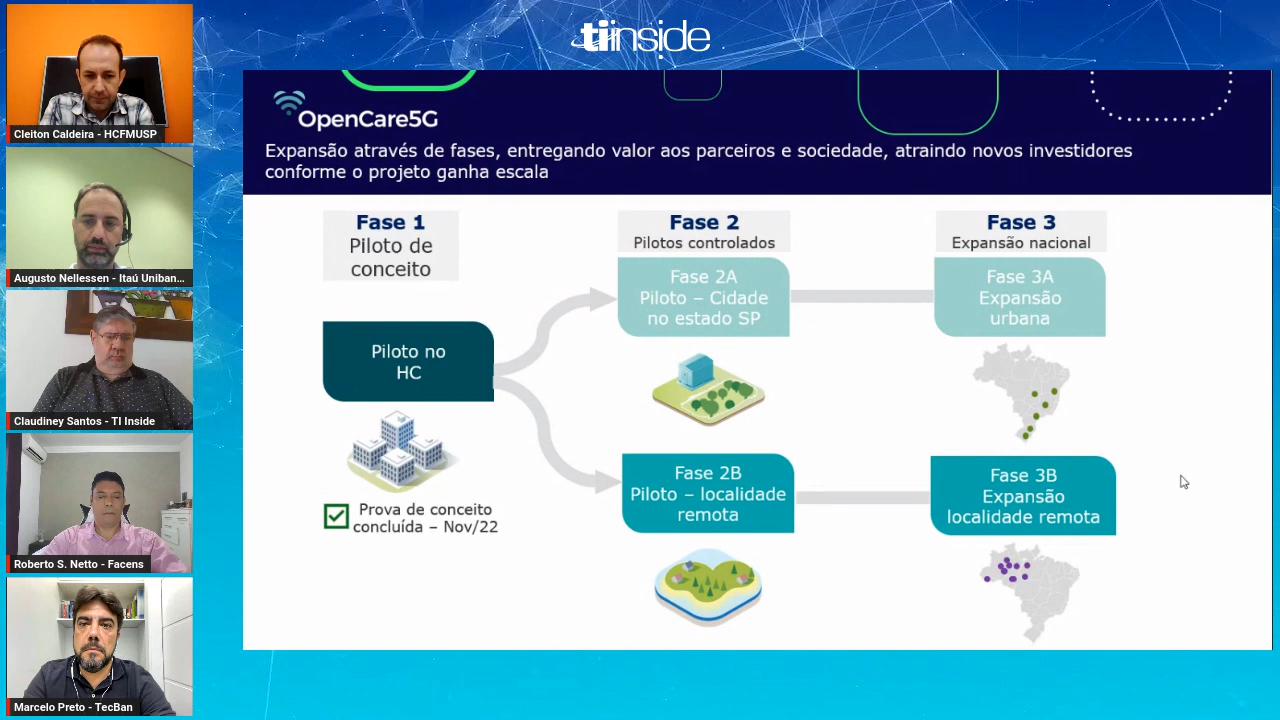 tiinside
Cleiton Caldeira - HCFMUSP
Augusto Nellessen - Itaú Uniban...
Claudiney Santos - TI Inside
Roberto S. Netto - Facens
Marcelo Preto - TecBan
OpenCare5G
Expansão através de fases, entregando valor aos parceiros e sociedade, atraindo novos investidores
conforme o projeto ganha escala
Fase 1
Piloto de
conceito
Piloto no
HC
Prova de conceito
concluída – Nov/22
Fase 2
Pilotos controlados
Fase 2A
Piloto – Cidade
no estado SP
Fase 2B
Piloto – localidade
remota
Fase 3
Expansão nacional
Fase 3A
Expansão
urbana
Fase 3B
Expansão
localidade remota